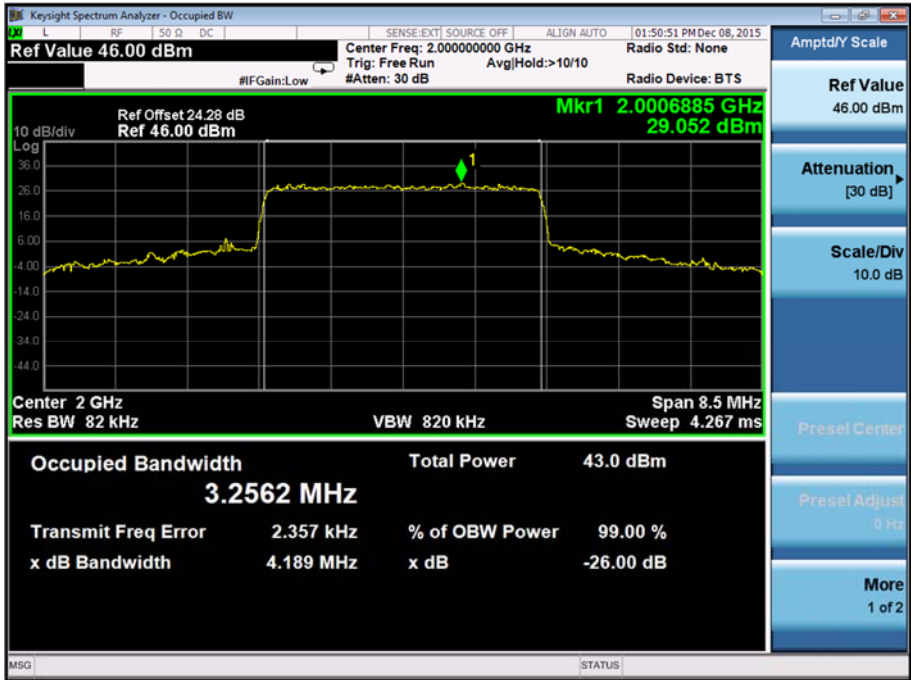 Keysight Spectrum Analyzer - Occupied BW
LXI L RF 50 Ω DC SENSE:EXT SOURCE OFF ALIGN AUTO 01:50:51 PM Dec 08, 2015
Ref Value 46.00 dBm
Center Freq: 2.000000000 GHz
Radio Std: None
Trig: Free Run
Avg|Hold:>10/10
#IFGain:Low
#Atten: 30 dB
Radio Device: BTS
Mkr1 2.0006885 GHz
29.052 dBm
Ref Offset 24.28 dB
10 dB/div
Ref 46.00 dBm
Log
36.0
1
26.0
16.0
6.00
-4.00
-14.0
-24.0
-34.0
-44.0
Center 2 GHz
Span 8.5 MHz
Res BW 82 kHz
VBW 820 kHz
Sweep 4.267 ms
Occupied Bandwidth
3.2562 MHz
Total Power 43.0 dBm
Transmit Freq Error 2.357 kHz
% of OBW Power 99.00 %
x dB Bandwidth 4.189 MHz
x dB -26.00 dB
MSG
STATUS
Amptd/Y Scale
Ref Value
46.00 dBm
Attenuation
[30 dB]
Scale/Div
10.0 dB
Presel Center
Presel Adjust
0 Hz
More
1 of 2